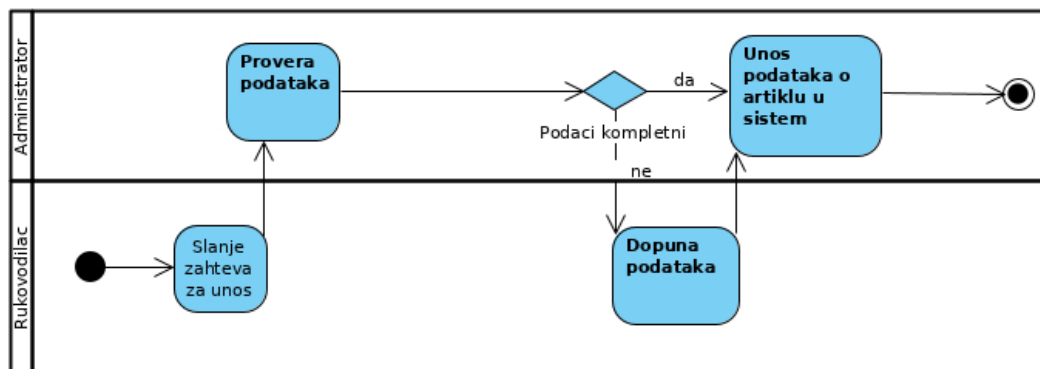 Administrator
Provera
podataka
Podaci kompletni
da
ne
Unos
podataka o
artiklu u
sistem
Rukovodilac
Slanje
zahteva
za unos
Dopuna
podataka